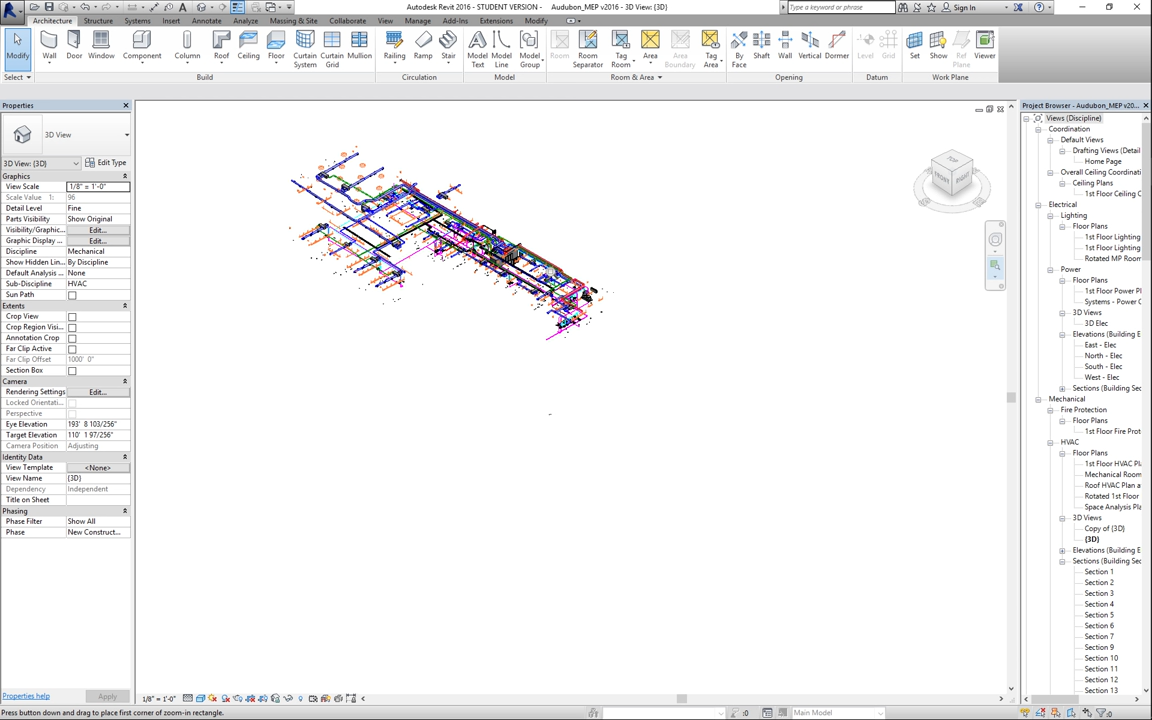 Autodesk Revit 2016 - STUDENT VERSION - Audubon_MEP v2016 - 3D View: {3D}
Type a keyword or phrase
Sign In
Architecture Structure Systems Insert Annotate Analyze Massing & Site Collaborate View Manage Add-Ins Extensions Modify
Modify Wall Door Window Component Column Roof Ceiling Floor Curtain System Curtain Grid Mullion Railing Ramp Stair Model Text Model Line Model Group Room Room Separator Tag Room Area Area Boundary Tag Area By Face Shaft Wall Vertical Dormer Level Grid Set Show Ref Plane Viewer
Select Build Circulation Model Room & Area Opening Datum Work Plane
Properties
3D View
3D View: {3D} Edit Type
Graphics
View Scale 1/8" = 1'-0"
Scale Value 1: 96
Detail Level Fine
Parts Visibility Show Original
Visibility/Graphic... Edit...
Graphic Display ... Edit...
Discipline Mechanical
Show Hidden Lin... By Discipline
Default Analysis ... None
Sub-Discipline HVAC
Sun Path
Extents
Crop View
Crop Region Visi...
Annotation Crop
Far Clip Active
Far Clip Offset 1000' 0"
Section Box
Camera
Rendering Settings Edit...
Locked Orientati...
Perspective
Eye Elevation 193' 8 103/256"
Target Elevation 110' 1 97/256"
Camera Position Adjusting
Identity Data
View Template <None>
View Name {3D}
Dependency Independent
Title on Sheet
Phasing
Phase Filter Show All
Phase New Construct...
Properties help Apply
TOP
FRONT RIGHT
Project Browser - Audubon_MEP v20...
Views (Discipline)
Coordination
Default Views
Drafting Views (Detail
Home Page
Overall Ceiling Coordinati
Ceiling Plans
1st Floor Ceiling C
Electrical
Lighting
Floor Plans
1st Floor Lighting
1st Floor Lighting
Rotated MP Room
Power
Floor Plans
1st Floor Power Pl
Systems - Power C
3D Views
3D Elec
Elevations (Building E
East - Elec
North - Elec
South - Elec
West - Elec
Sections (Building Sec
Mechanical
Fire Protection
Floor Plans
1st Floor Fire Prot
HVAC
Floor Plans
1st Floor HVAC Pl
Mechanical Room
Roof HVAC Plan a
Rotated 1st Floor
Space Analysis Pla
3D Views
Copy of {3D}
{3D}
Elevations (Building E
Sections (Building Sec
Section 1
Section 2
Section 3
Section 4
Section 5
Section 6
Section 7
Section 9
Section 10
Section 11
Section 12
Section 13
1/8" = 1'-0"
Press button down and drag to place first corner of zoom-in rectangle.
:0 Main Model :0